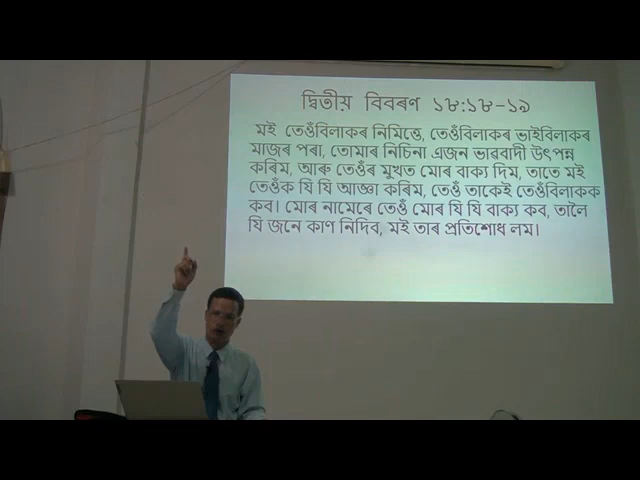 দ্বিতীয় বিবৰণ ১৮:১৮-১৯
মই তেওঁবিলাকৰ নিমিত্তে, তেওঁবিলাকৰ ভাইবিলাকৰ
মাজৰ পৰা, তোমাৰ নিচিনা এজন ভাৱবাদী উৎপন্ন
কৰিম, আৰু তেওঁৰ মুখত মোৰ বাক্য দিম, তাতে মই
তেওঁক যি যি আজ্ঞা কৰিম, তেওঁ তাকেই তেওঁবিলাকক
কব। মোৰ নামেৰে তেওঁ মোৰ যি যি বাক্য কব, তালৈ
যি জনে কাণ নিদিব, মই তাৰ প্ৰতিশোধ লম।